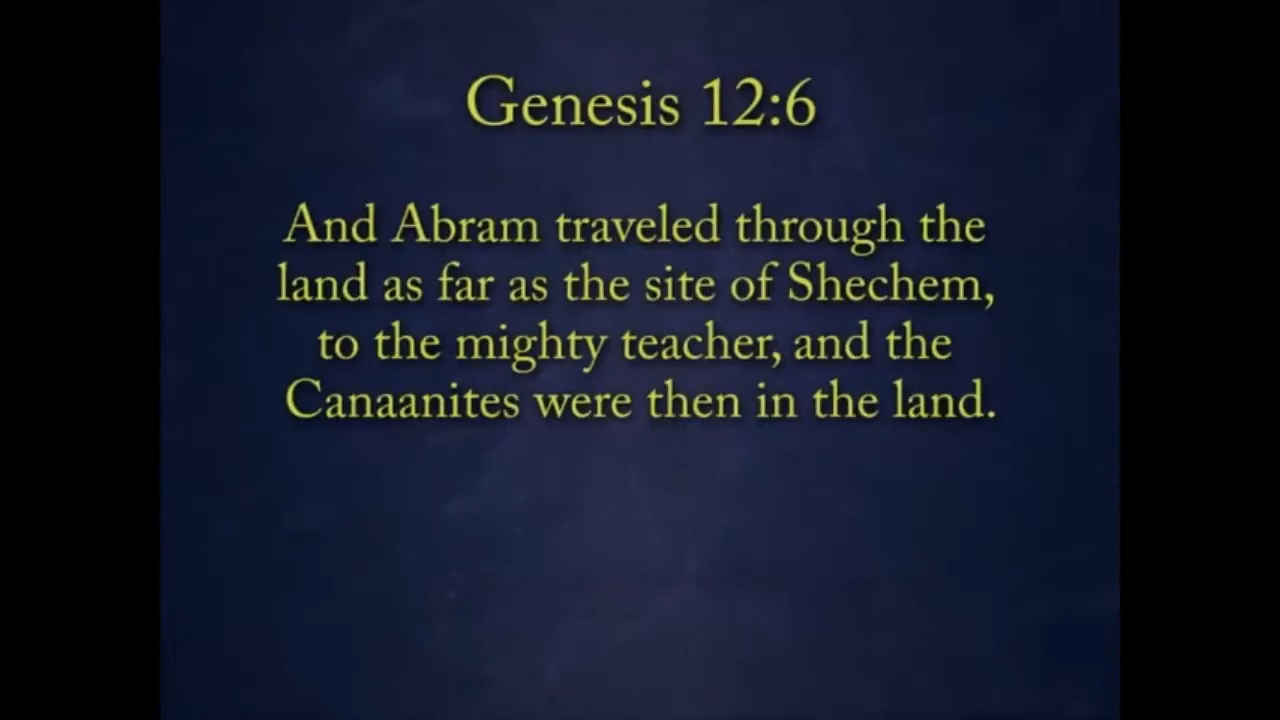 Genesis 12:6
And Abram traveled through the
land as far as the site of Shechem,
to the mighty teacher, and the
Canaanites were then in the land.